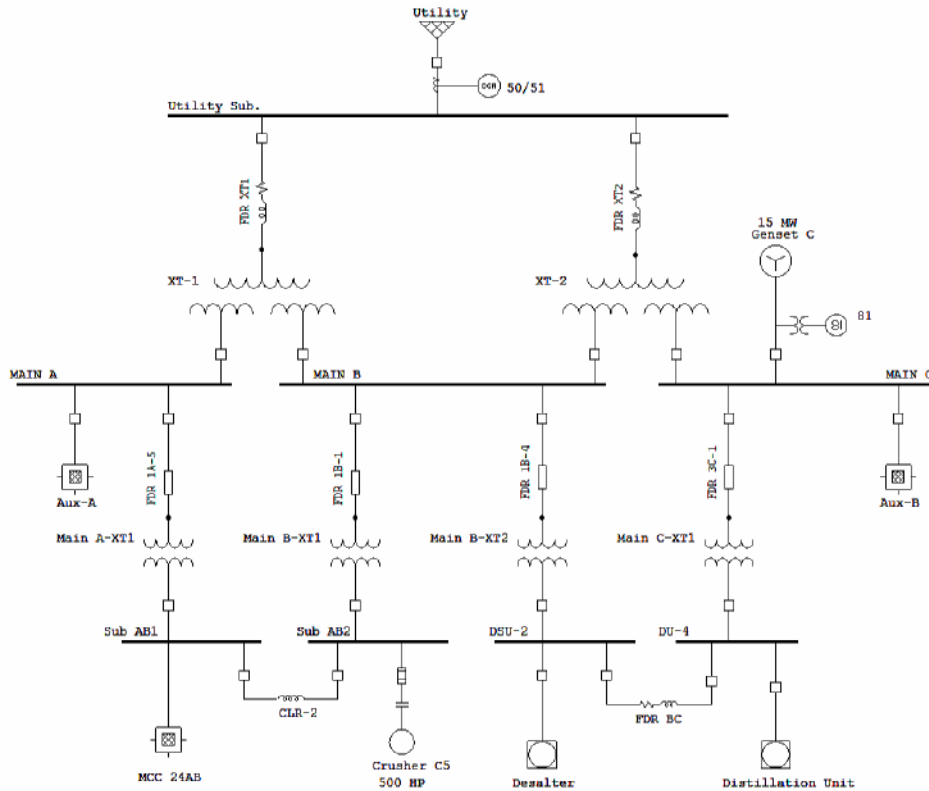 Utility
OCR 50/51
Utility Sub.
FDR XT1
FDR XT2
15 MW
Genset C
XT-1
XT-2
81
81
MAIN A
MAIN B
MAIN C
FDR 1A-5
FDR 1B-1
FDR 1B-4
FDR 3C-1
Aux-A
Aux-B
Main A-XT1
Main B-XT1
Main B-XT2
Main C-XT1
Sub AB1
Sub AB2
DSU-2
DU-4
CLR-2
FDR BC
MCC 24AB
Crusher C5
500 HP
Desalter
Distillation Unit